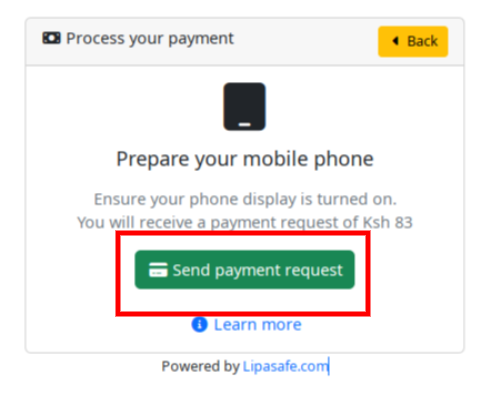 Process your payment
Back
Prepare your mobile phone
Ensure your phone display is turned on.
You will receive a payment request of Ksh 83
Send payment request
Learn more
Powered by Lipasafe.com